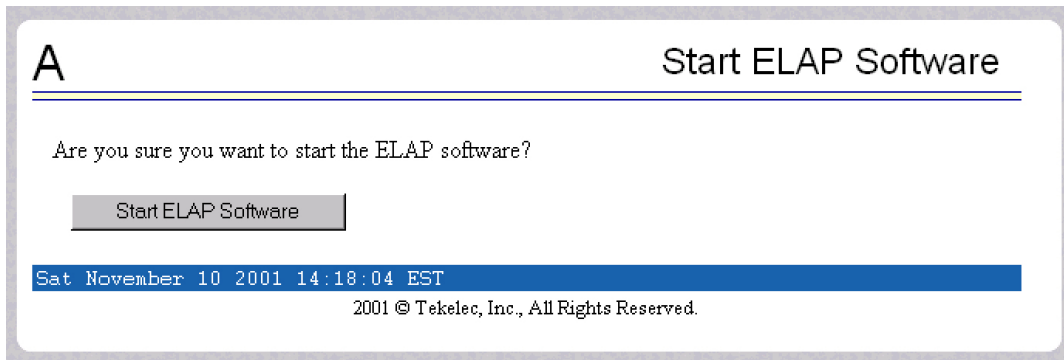 A Start ELAP Software
Are you sure you want to start the ELAP software?
Start ELAP Software
Sat November 10 2001 14:18:04 EST
2001 © Tekelec, Inc., All Rights Reserved.